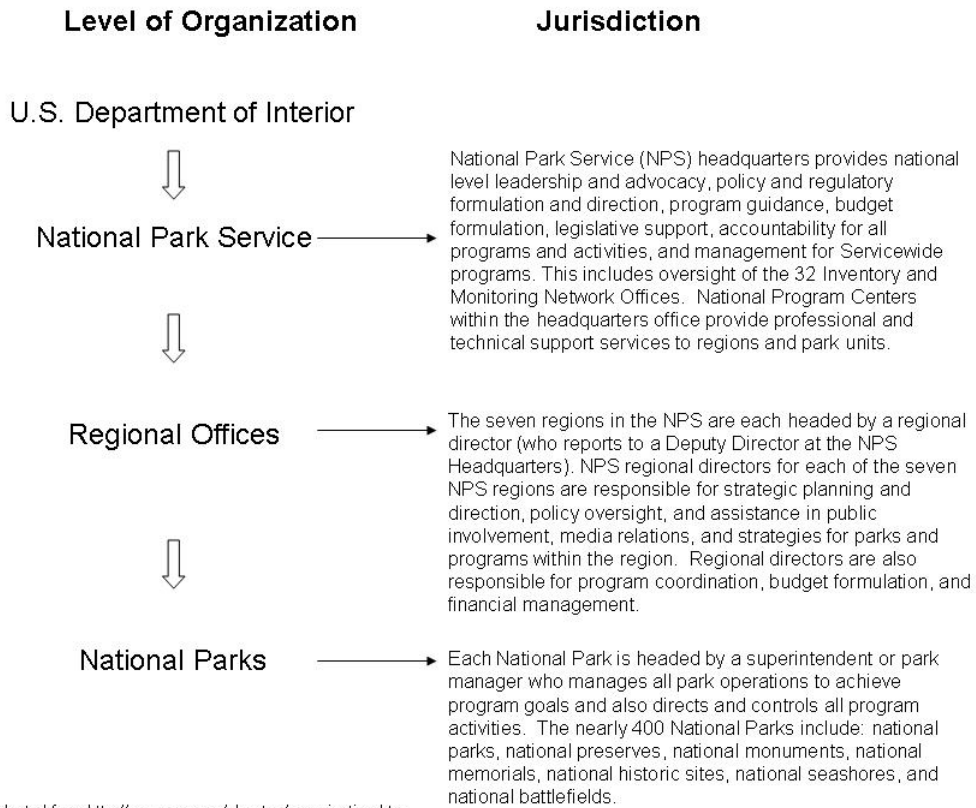 Level of Organization
Jurisdiction
U.S. Department of Interior
National Park Service
National Park Service (NPS) headquarters provides national
level leadership and advocacy, policy and regulatory
formulation and direction, program guidance, budget
formulation, legislative support, accountability for all
programs and activities, and management for Servicewide
programs. This includes oversight of the 32 Inventory and
Monitoring Network Offices. National Program Centers
within the headquarters office provide professional and
technical support services to regions and park units.
Regional Offices
The seven regions in the NPS are each headed by a regional
director (who reports to a Deputy Director at the NPS
Headquarters). NPS regional directors for each of the seven
NPS regions are responsible for strategic planning and
direction, policy oversight, and assistance in public
involvement, media relations, and strategies for parks and
programs within the region. Regional directors are also
responsible for program coordination, budget formulation, and
financial management.
National Parks
Each National Park is headed by a superintendent or park
manager who manages all park operations to achieve
program goals and also directs and controls all program
activities. The nearly 400 National Parks include: national
parks, national preserves, national monuments, national
memorials, national historic sites, national seashores, and
national battlefields.